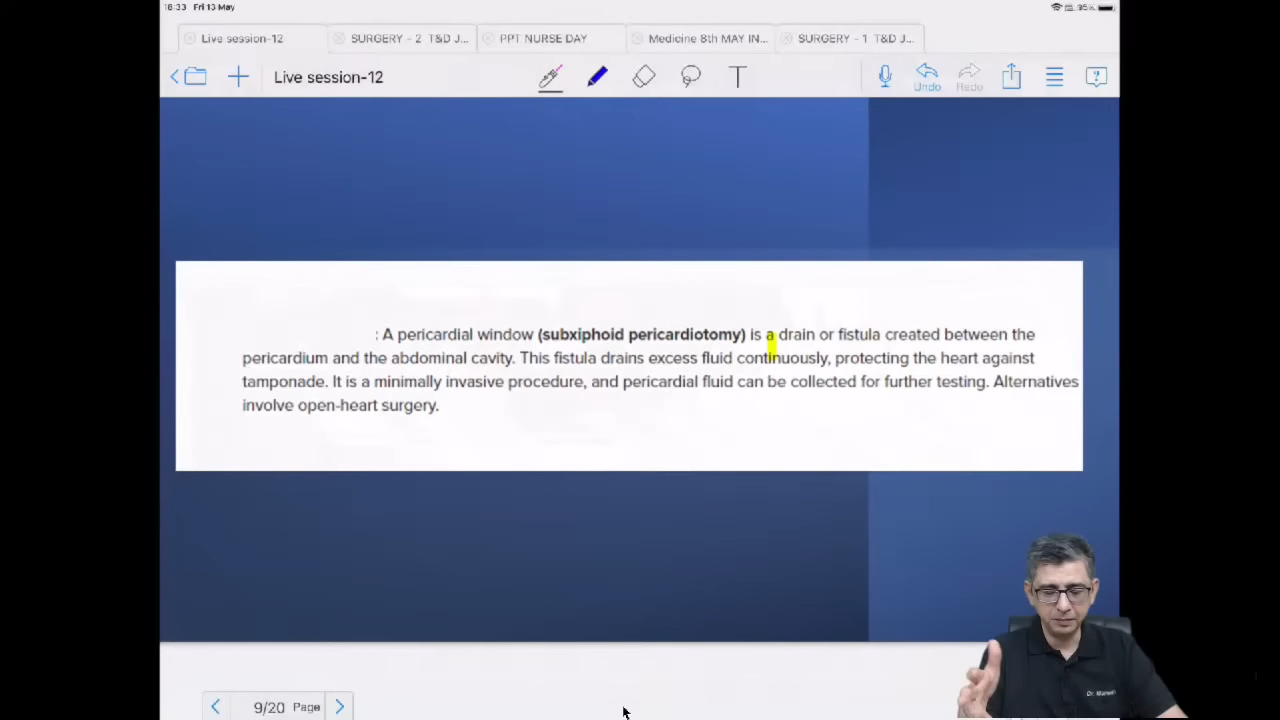 18:33 Fri 13 May
95%
Live session-12
SURGERY - 2 T&D J...
PPT NURSE DAY
Medicine 8th MAY IN...
SURGERY - 1 T&D J...
Live session-12
T
Undo
Redo
: A pericardial window (subxiphoid pericardiotomy) is a drain or fistula created between the
pericardium and the abdominal cavity. This fistula drains excess fluid continuously, protecting the heart against
tamponade. It is a minimally invasive procedure, and pericardial fluid can be collected for further testing. Alternatives
involve open-heart surgery.
Dr.
9/20 Page